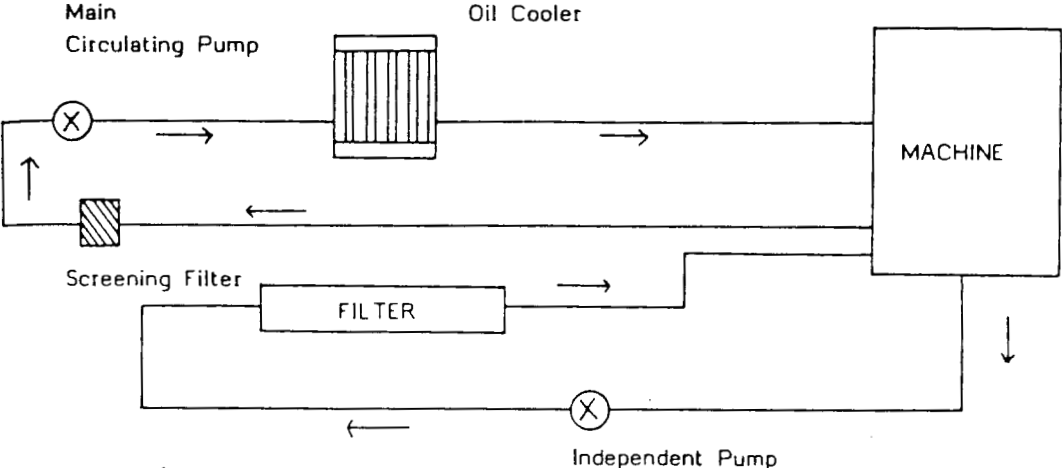 Main
Circulating Pump
Oil Cooler
MACHINE
Screening Filter
FILTER
Independent Pump